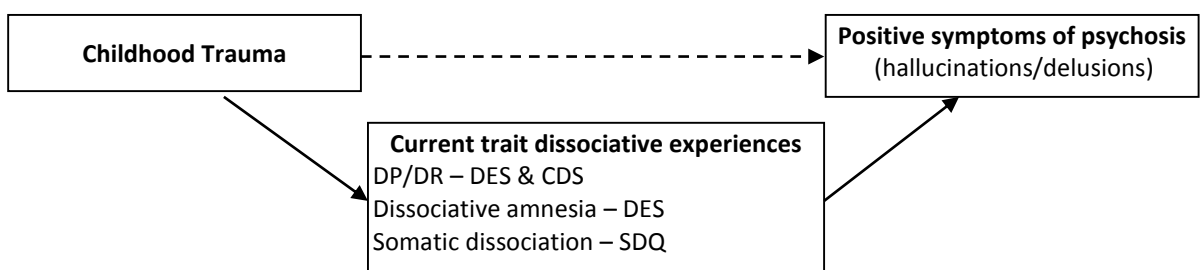 Childhood Trauma
Positive symptoms of psychosis
(hallucinations/delusions)
Current trait dissociative experiences
DP/DR – DES & CDS
Dissociative amnesia – DES
Somatic dissociation – SDQ